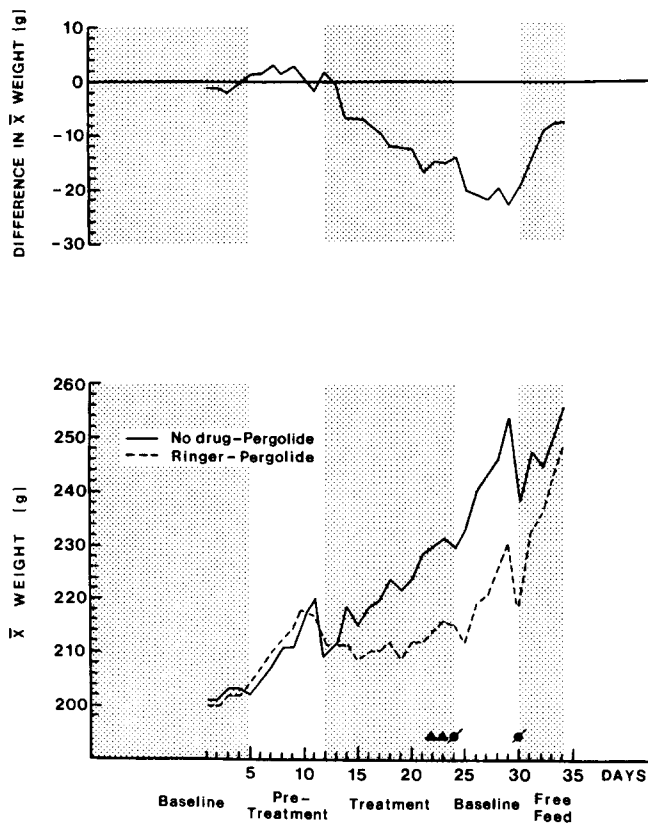 DIFFERENCE IN X̅ WEIGHT [g]
10
0
-10
-20
-30
X̅ WEIGHT [g]
260
250
240
230
220
210
200
No drug-Pergolide
Ringer-Pergolide
5 10 15 20 25 30 35 DAYS
Baseline Pre-Treatment Treatment Baseline Free Feed